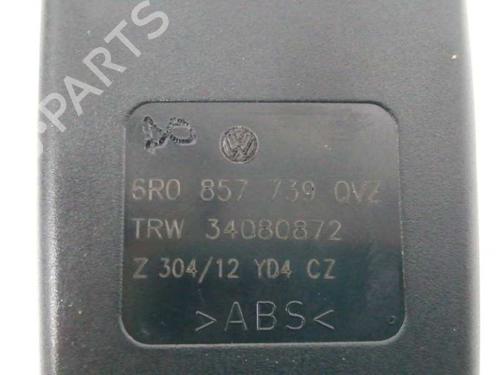 6R0 857 739 QVZ
TRW 34080872
Z 304/12 YD4 CZ
>ABS<
PARTS